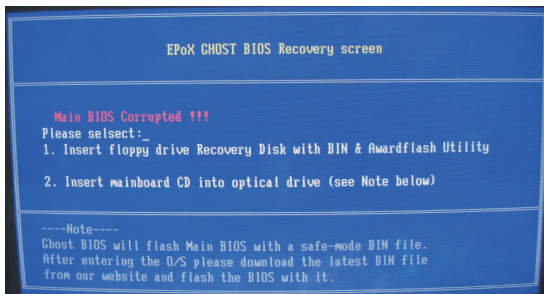 EPoX GHOST BIOS Recovery screen
Main BIOS Corrupted !!!
Please selsect:_
1. Insert floppy drive Recovery Disk with BIN & Awardflash Utility
2. Insert mainboard CD into optical drive (see Note below)
----Note----
Ghost BIOS will flash Main BIOS with a safe-mode BIN file.
After entering the O/S please download the latest BIN file
from our website and flash the BIOS with it.